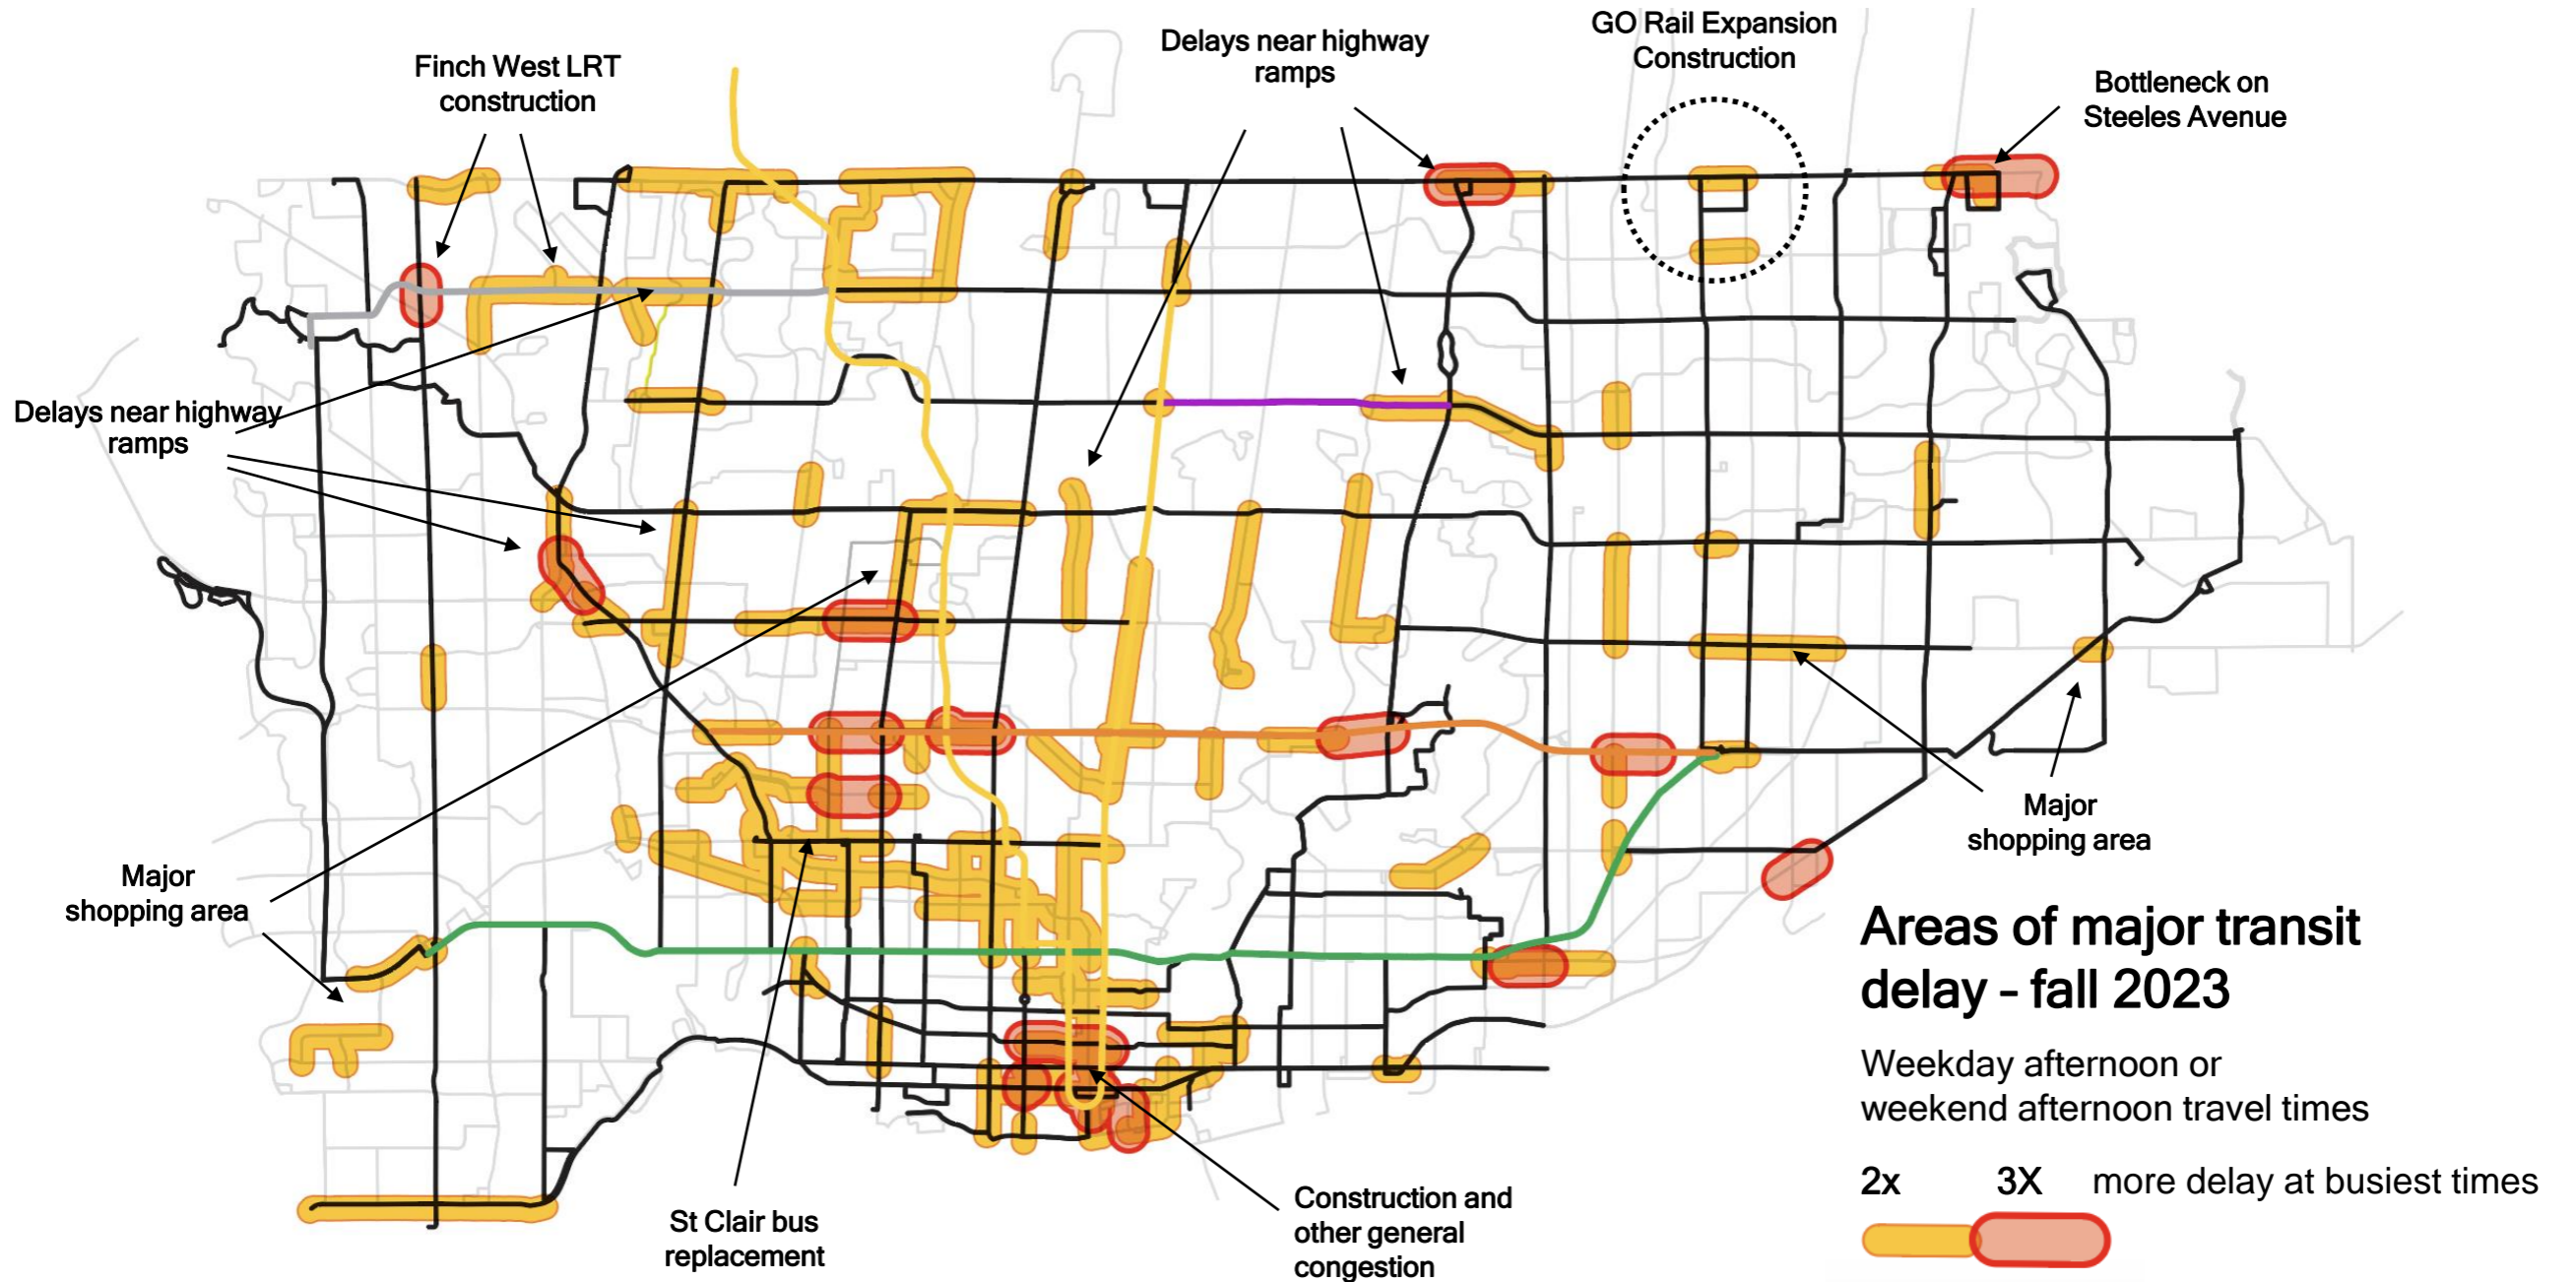 GO Rail Expansion
Construction
Delays near highway
ramps
Finch West LRT
construction
Bottleneck on
Steeles Avenue
Delays near highway
ramps
Major
shopping area
Major
shopping area
Areas of major transit
delay - fall 2023
Weekday afternoon or
weekend afternoon travel times
2x 3X more delay at busiest times
St Clair bus
replacement
Construction and
other general
congestion